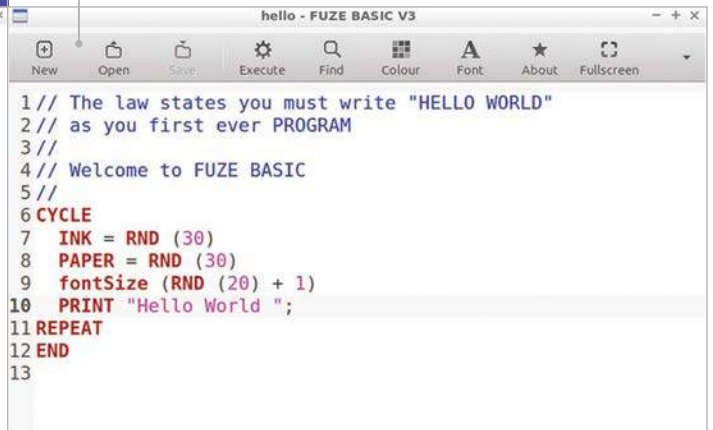 hello - FUZE BASIC V3
New Open Save Execute Find Colour Font About Fullscreen
1 // The law states you must write "HELLO WORLD"
2 // as you first ever PROGRAM
3 //
4 // Welcome to FUZE BASIC
5 //
6 CYCLE
7 INK = RND (30)
8 PAPER = RND (30)
9 fontSize (RND (20) + 1)
10 PRINT "Hello World ";
11 REPEAT
12 END
13